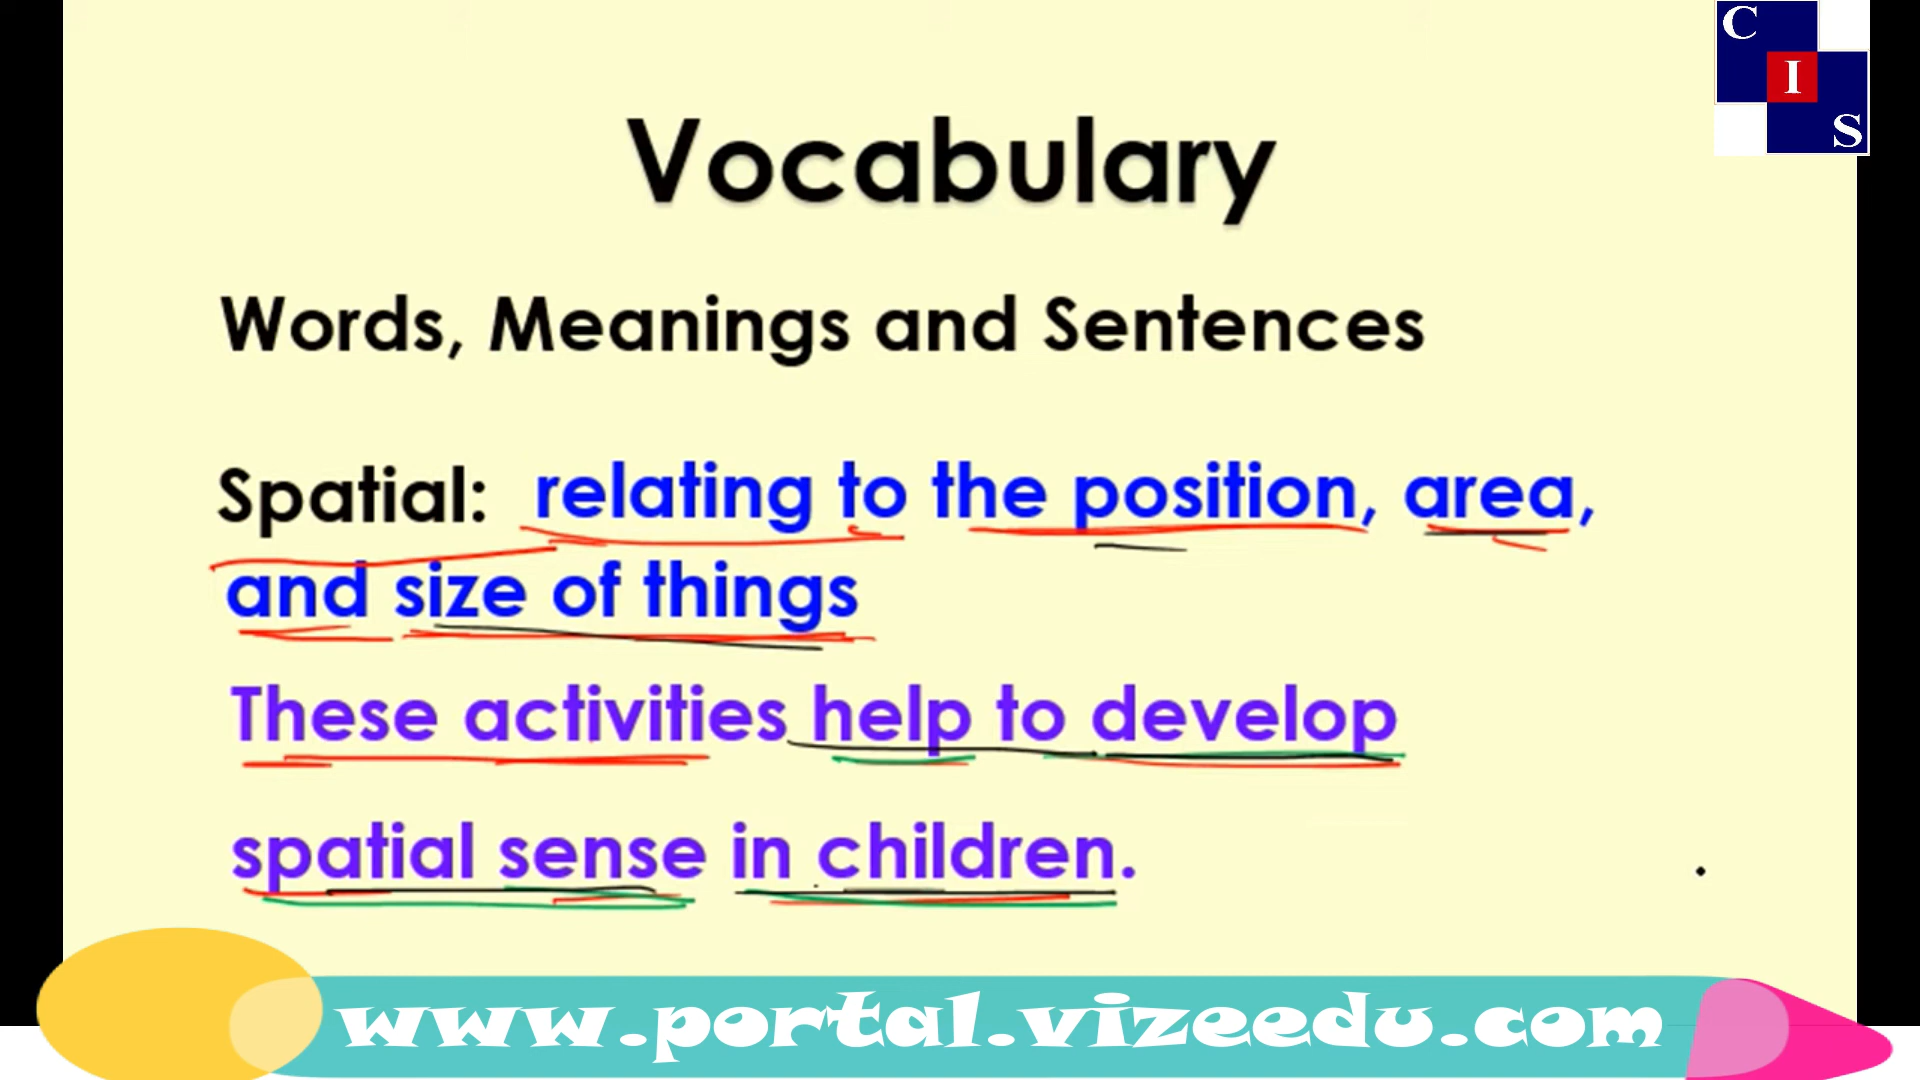 C
I
S
Vocabulary
Words, Meanings and Sentences
Spatial: relating to the position, area,
and size of things
These activities help to develop
spatial sense in children.
www.portal.vizeedu.com